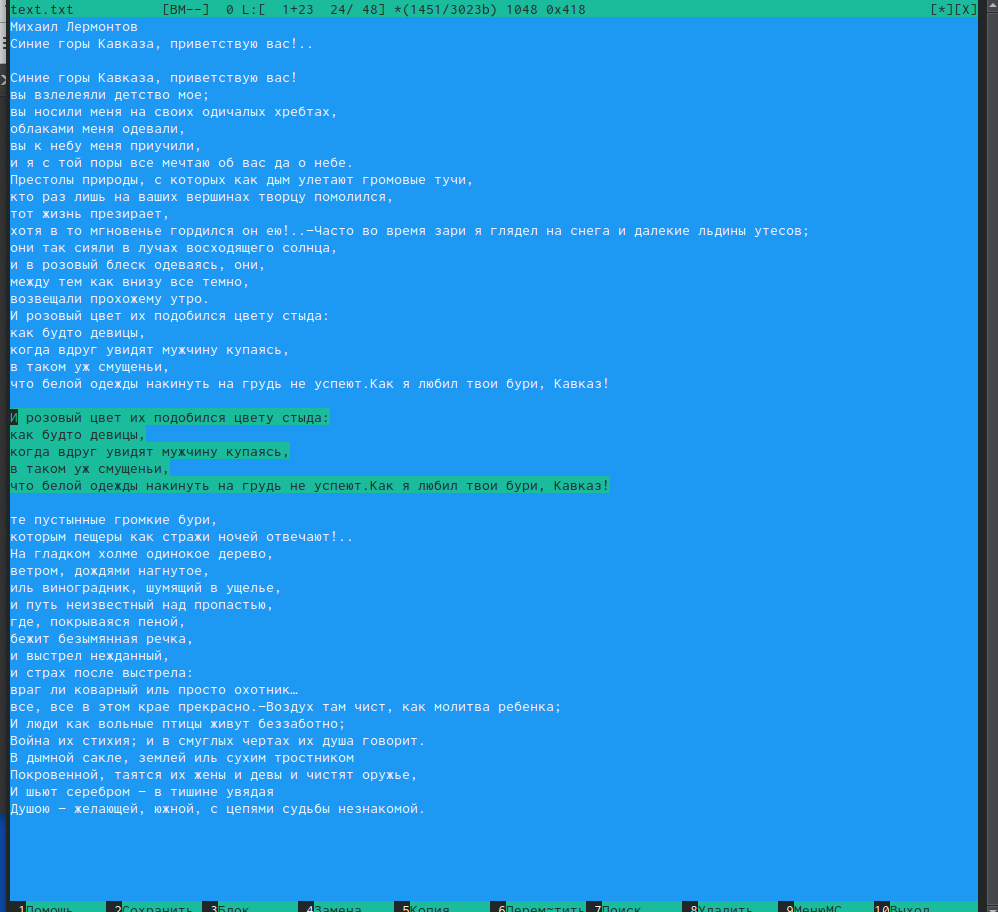 text.txt [BM--] 0 L:[ 1+23 24/ 48] *(1451/3023b) 1048 0x418 [*][X]
Михаил Лермонтов
Синие горы Кавказа, приветствую вас!..
Синие горы Кавказа, приветствую вас!
вы взлелеяли детство мое;
вы носили меня на своих одичалых хребтах,
облаками меня одевали,
вы к небу меня приучили,
и я с той поры все мечтаю об вас да о небе.
Престолы природы, с которых как дым улетают громовые тучи,
кто раз лишь на ваших вершинах творцу помолился,
тот жизнь презирает,
хотя в то мгновенье гордился он ею!..—Часто во время зари я глядел на снега и далекие льдины утесов;
они так сияли в лучах восходящего солнца,
и в розовый блеск одеваясь, они,
между тем как внизу все темно,
возвещали прохожему утро.
И розовый цвет их подобился цвету стыда:
как будто девицы,
когда вдруг увидят мужчину купаясь,
в таком уж смущеньи,
что белой одежды накинуть на грудь не успеют.Как я любил твои бури, Кавказ!
И розовый цвет их подобился цвету стыда:
как будто девицы,
когда вдруг увидят мужчину купаясь,
в таком уж смущеньи,
что белой одежды накинуть на грудь не успеют.Как я любил твои бури, Кавказ!
те пустынные громкие бури,
которым пещеры как стражи ночей отвечают!..
На гладком холме одинокое дерево,
ветром, дождями нагнутое,
иль виноградник, шумящий в ущелье,
и путь неизвестный над пропастью,
где, покрываяся пеной,
бежит безымянная речка,
и выстрел нежданный,
и страх после выстрела:
враг ли коварный иль просто охотник…
все, все в этом крае прекрасно.—Воздух там чист, как молитва ребенка;
И люди как вольные птицы живут беззаботно;
Война их стихия; и в смуглых чертах их душа говорит.
В дымной сакле, землей иль сухим тростником
Покровенной, таятся их жены и девы и чистят оружье,
И шьют серебром — в тишине увядая
Душою — желающей, южной, с цепями судьбы незнакомой.
1Помощь 2Сохранить 3Блок 4Замена 5Копия 6Перем~тить 7Поиск 8Удалить 9МенюMC 10Выход